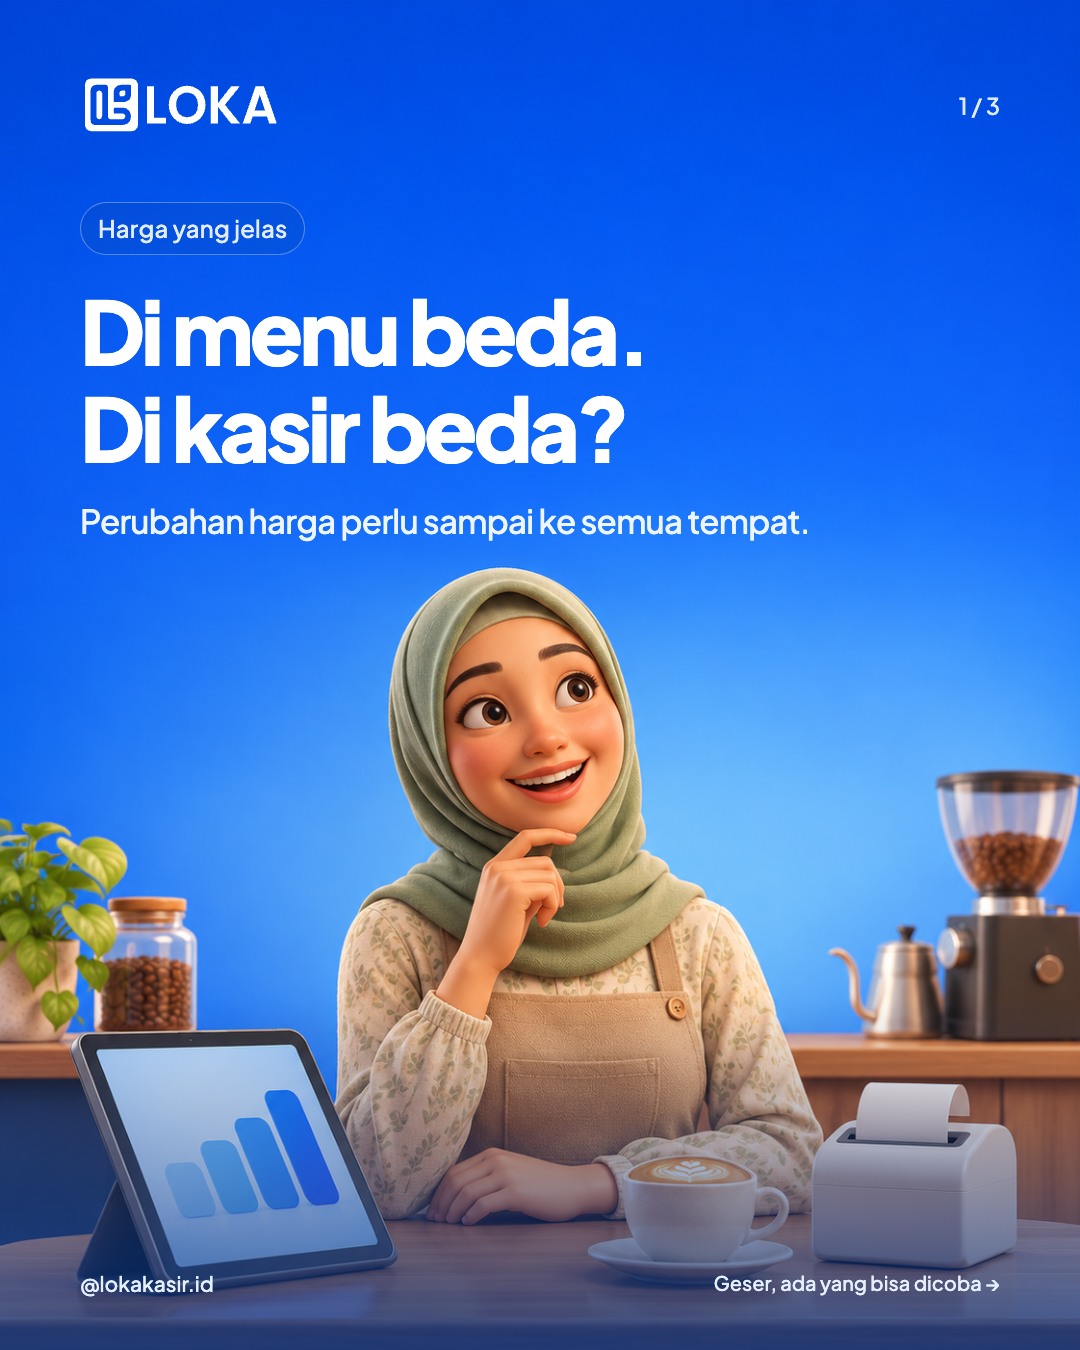 LOKA
1/3
Harga yang jelas
Di menu beda.
Di kasir beda?
Perubahan harga perlu sampai ke semua tempat.
@lokakasir.id
Geser, ada yang bisa dicoba →